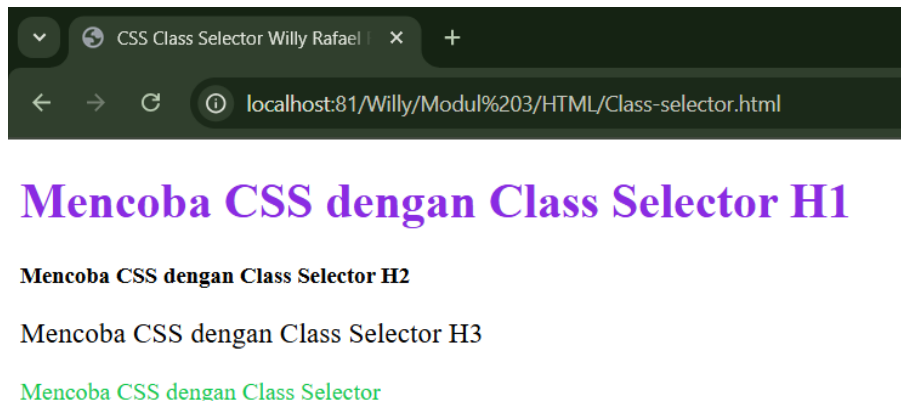 CSS Class Selector Willy Rafael
localhost:81/Willy/Modul%203/HTML/Class-selector.html
Mencoba CSS dengan Class Selector H1
Mencoba CSS dengan Class Selector H2
Mencoba CSS dengan Class Selector H3
Mencoba CSS dengan Class Selector